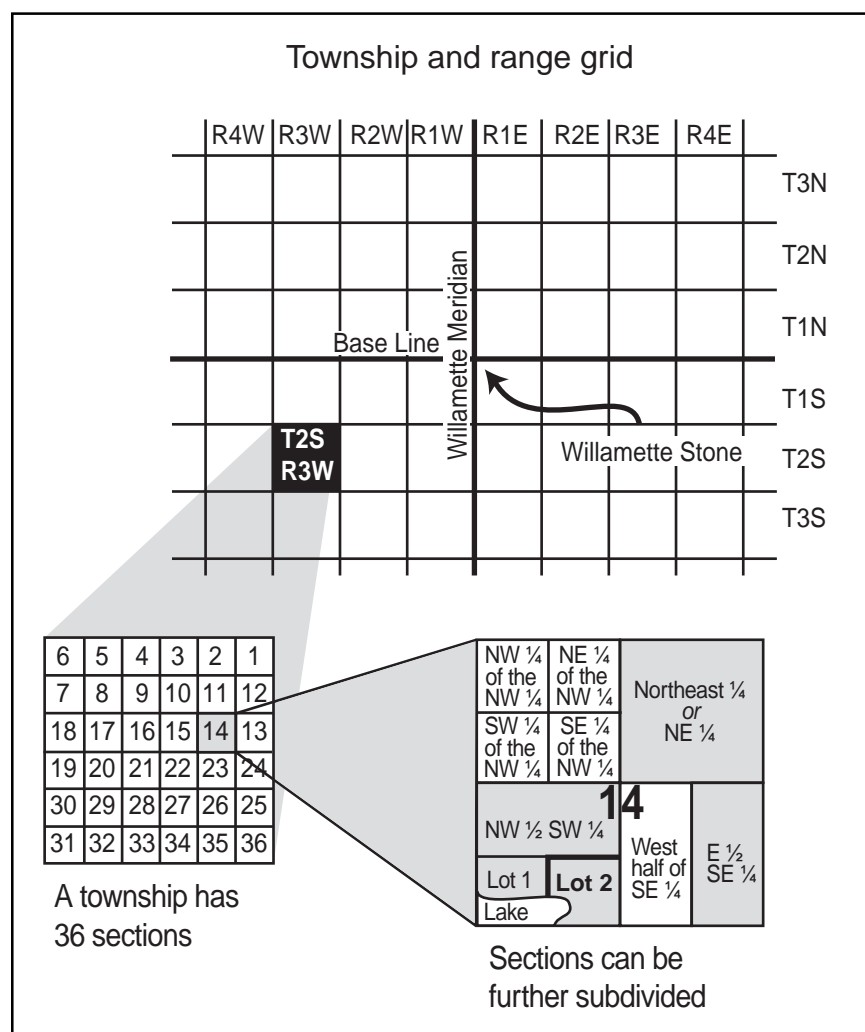 Township and range grid
R4W R3W R2W R1W R1E R2E R3E R4E
T3N
T2N
T1N
Willamette Meridian
Base Line
T1S
T2S
R3W
Willamette Stone
T2S
T3S
6 5 4 3 2 1
7 8 9 10 11 12
18 17 16 15 14 13
19 20 21 22 23 24
30 29 28 27 26 25
31 32 33 34 35 36
A township has
36 sections
NW ¼
of the
NW ¼
NE ¼
of the
NW ¼
Northeast ¼
or
NE ¼
SW ¼
of the
NW ¼
SE ¼
of the
NW ¼
14
NW ½ SW ¼
West
half of
SE ¼
E ½
SE ¼
Lot 1
Lot 2
Lake
Sections can be
further subdivided